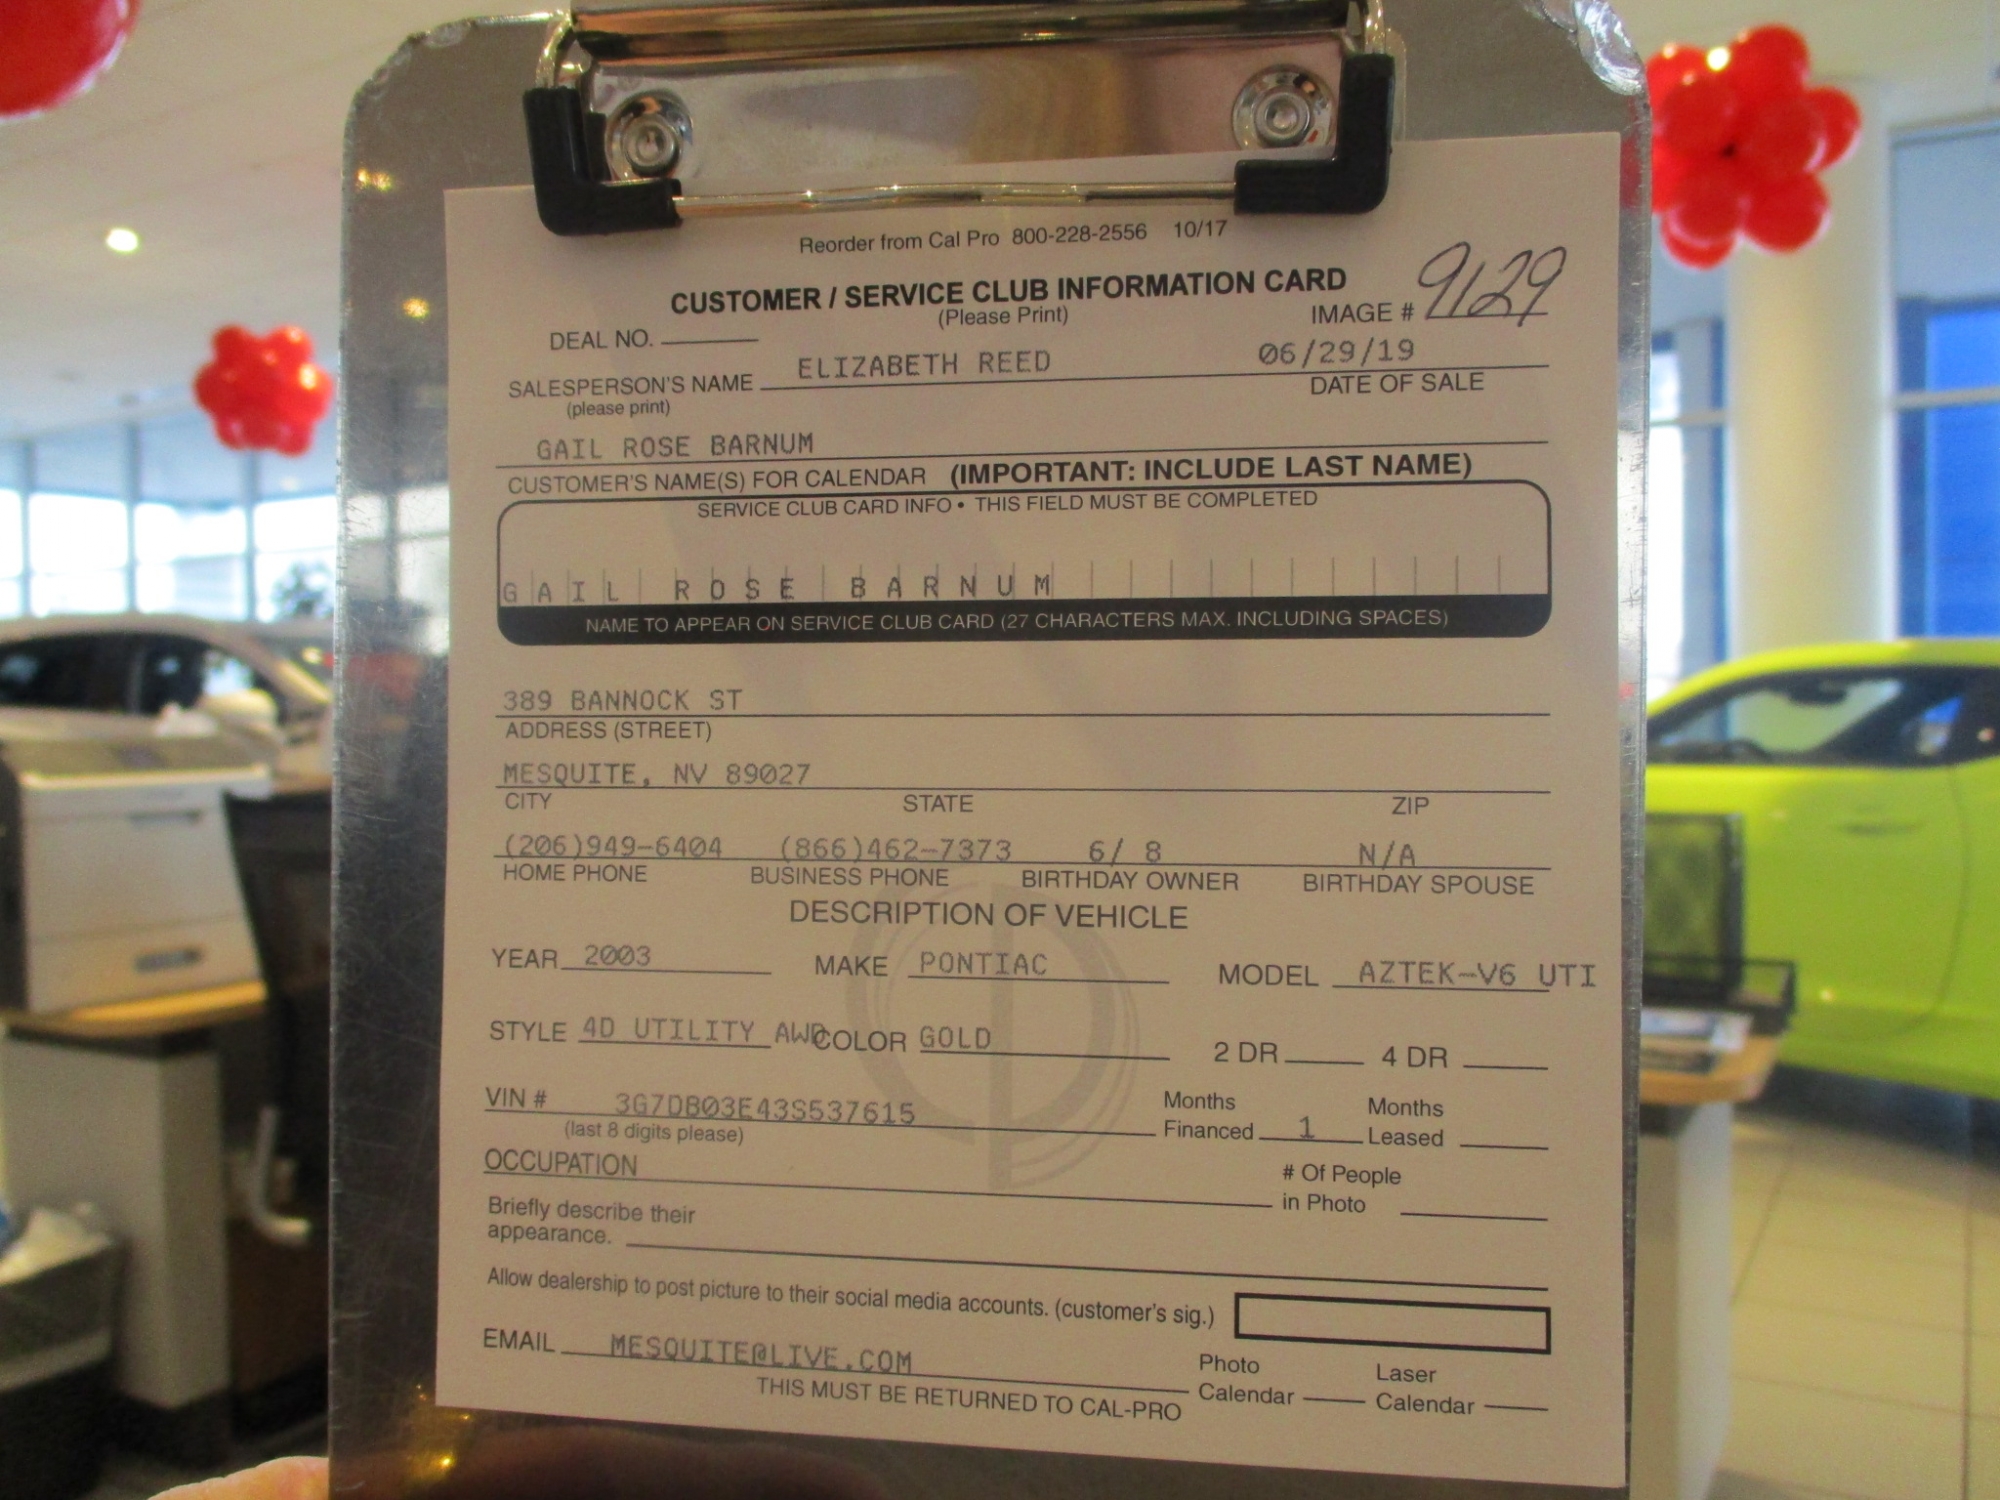 Reorder from Cal Pro 800-228-2556 10/17
CUSTOMER / SERVICE CLUB INFORMATION CARD
(Please Print)
IMAGE # 9129
DEAL NO.
SALESPERSON'S NAME ELIZABETH REED 06/29/19
(please print) DATE OF SALE
GAIL ROSE BARNUM
CUSTOMER'S NAME(S) FOR CALENDAR (IMPORTANT: INCLUDE LAST NAME)
SERVICE CLUB CARD INFO • THIS FIELD MUST BE COMPLETED
GAIL ROSE BARNUM
NAME TO APPEAR ON SERVICE CLUB CARD (27 CHARACTERS MAX. INCLUDING SPACES)
389 BANNOCK ST
ADDRESS (STREET)
MESQUITE, NV 89027
CITY STATE ZIP
(206)949-6404 (866)462-7373 6/ 8 N/A
HOME PHONE BUSINESS PHONE BIRTHDAY OWNER BIRTHDAY SPOUSE
DESCRIPTION OF VEHICLE
YEAR 2003 MAKE PONTIAC MODEL AZTEK-V6 UTI
STYLE 4D UTILITY AWD COLOR GOLD 2 DR 4 DR
VIN # 3G7DB03E43S537615 Months Financed 1 Months Leased
(last 8 digits please)
OCCUPATION # Of People in Photo
Briefly describe their
appearance.
Allow dealership to post picture to their social media accounts. (customer's sig.)
EMAIL MESQUITE@LIVE.COM Photo Calendar Laser Calendar
THIS MUST BE RETURNED TO CAL-PRO